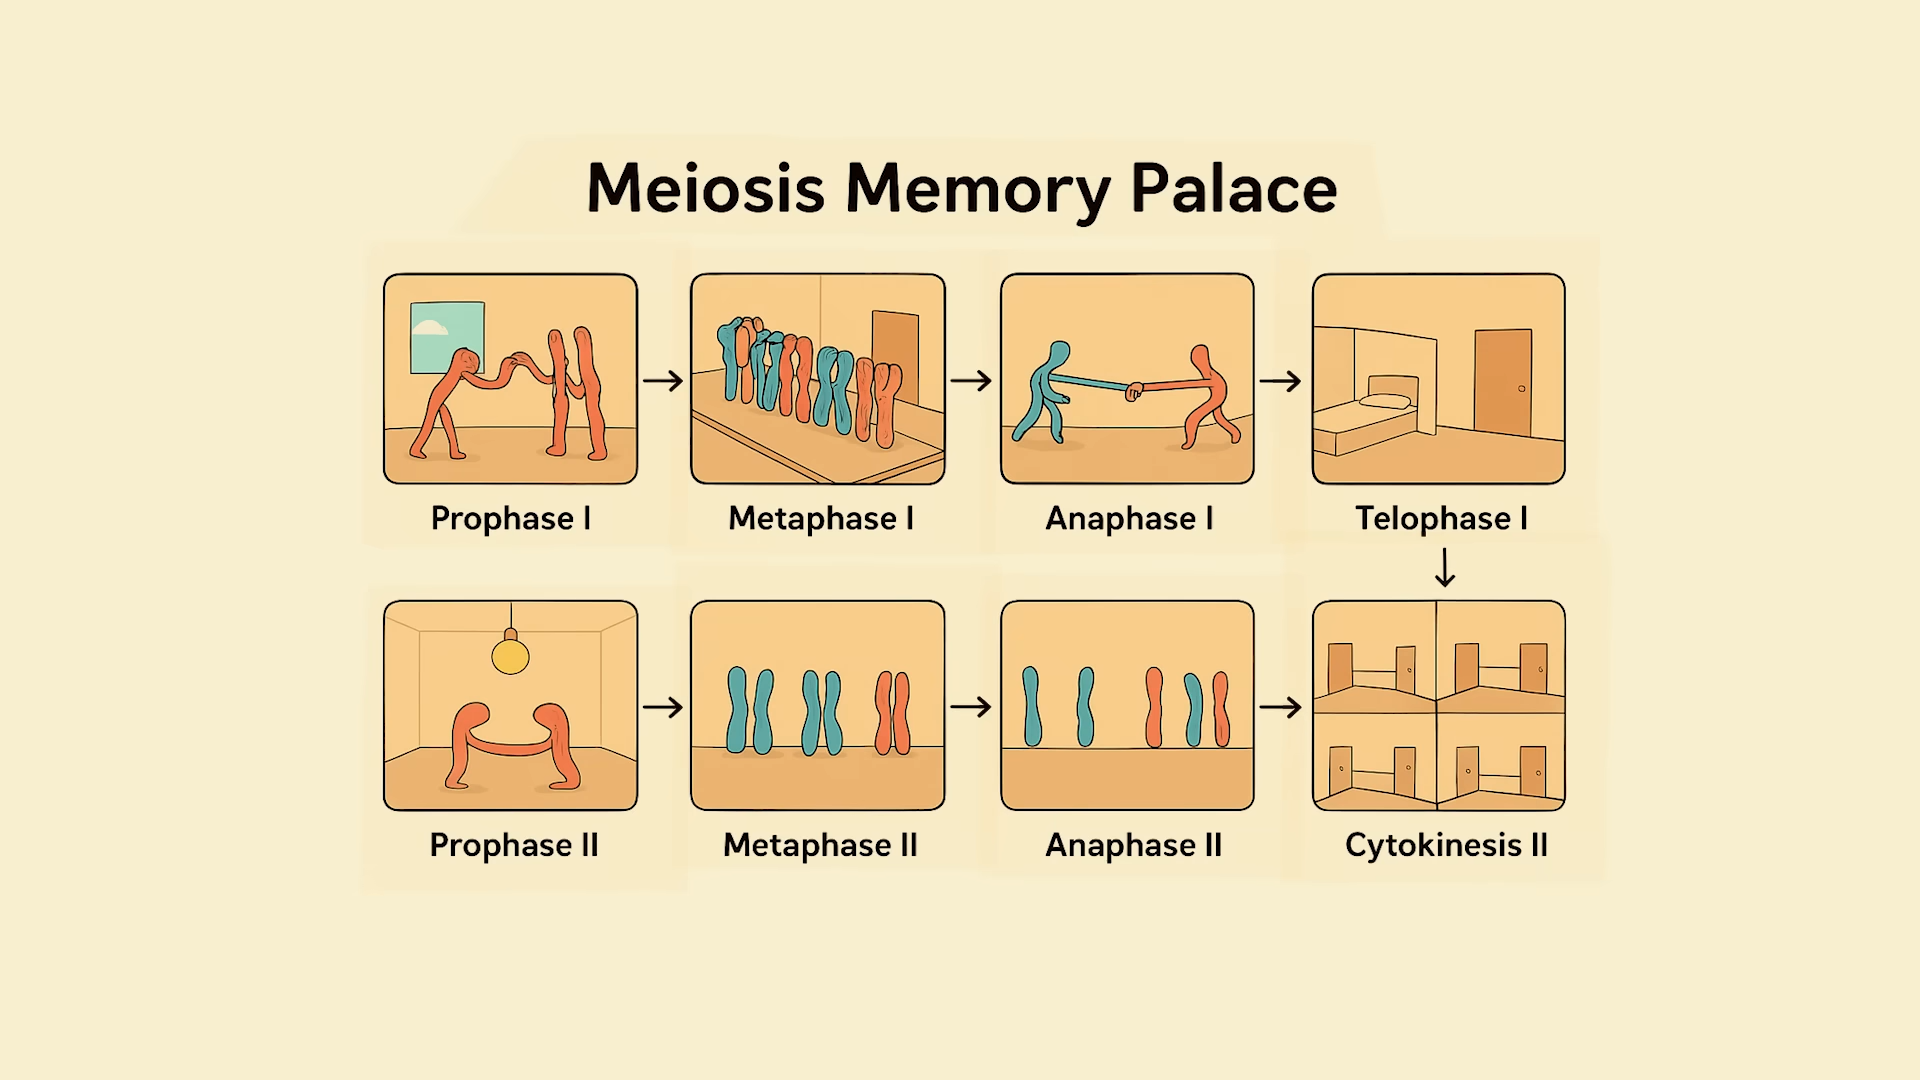 Meiosis Memory Palace
Prophase I
Metaphase I
Anaphase I
Telophase I
Prophase II
Metaphase II
Anaphase II
Cytokinesis II